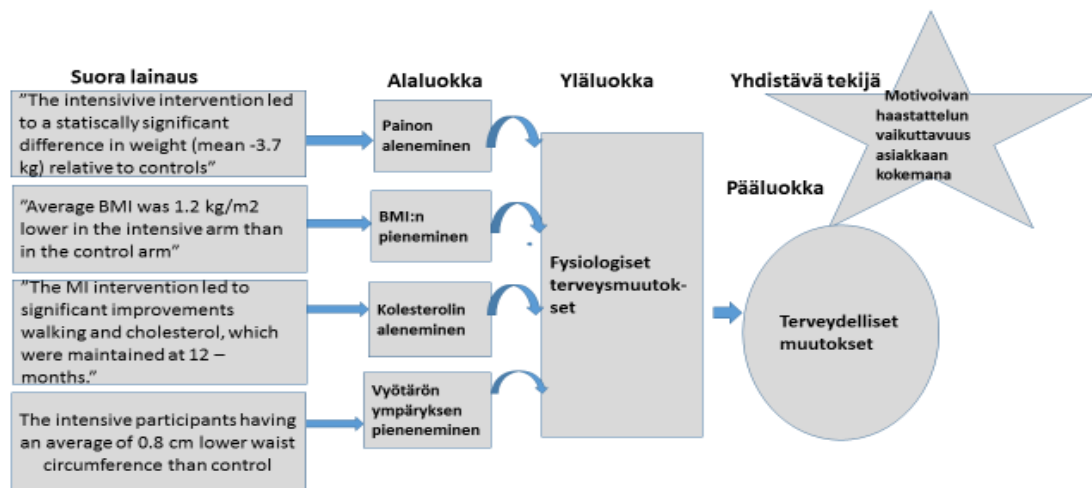 Suora lainaus
Alaluokka
Yläluokka
Yhdistävä tekijä
"The intensivive intervention led
to a statiscally significant
difference in weight (mean -3.7
kg) relative to controls"
Painon
aleneminen
Motivoivan
haastattelun
vaikuttavuus
asiakkaan
kokemana
"Average BMI was 1.2 kg/m2
lower in the intensive arm than
in the control arm"
BMI:n
pieneminen
Fysiologiset
terveysmuutok-
set
Pääluokka
"The MI intervention led to
significant improvements
walking and cholesterol, which
were maintained at 12 –
months."
Kolesterolin
aleneminen
Terveydelliset
muutokset
The intensive participants having
an average of 0.8 cm lower waist
circumference than control
Vyötärön
ympäryksen
pieneneminen